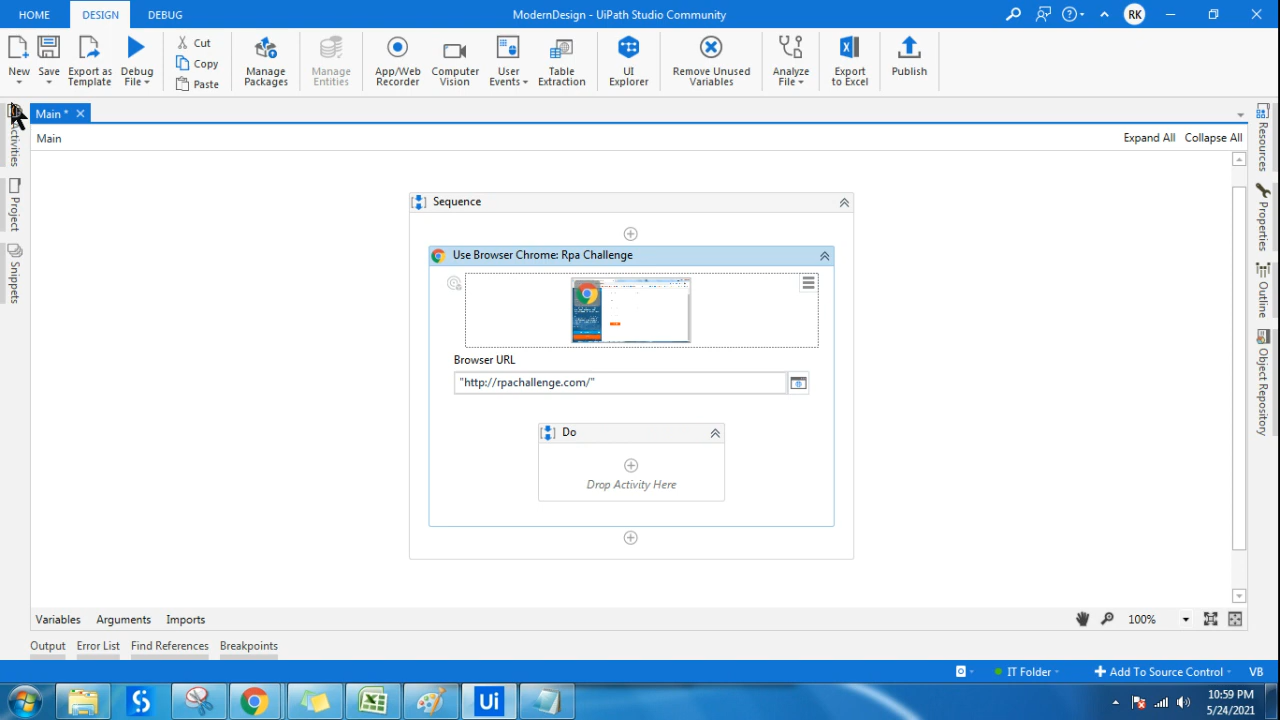 HOME DESIGN DEBUG ModernDesign - UiPath Studio Community RK
New Save Export as Template Debug File Cut Copy Paste Manage Packages Manage Entities App/Web Recorder Computer Vision User Events Table Extraction UI Explorer Remove Unused Variables Analyze File Export to Excel Publish
Main *
Main Expand All Collapse All
Activities
Project
Snippets
Sequence
Use Browser Chrome: Rpa Challenge
Browser URL
"http://rpachallenge.com/"
Do
Drop Activity Here
Resources
Properties
Outline
Object Repository
Variables Arguments Imports 100%
Output Error List Find References Breakpoints
IT Folder Add To Source Control VB
Ui 10:59 PM
5/24/2021